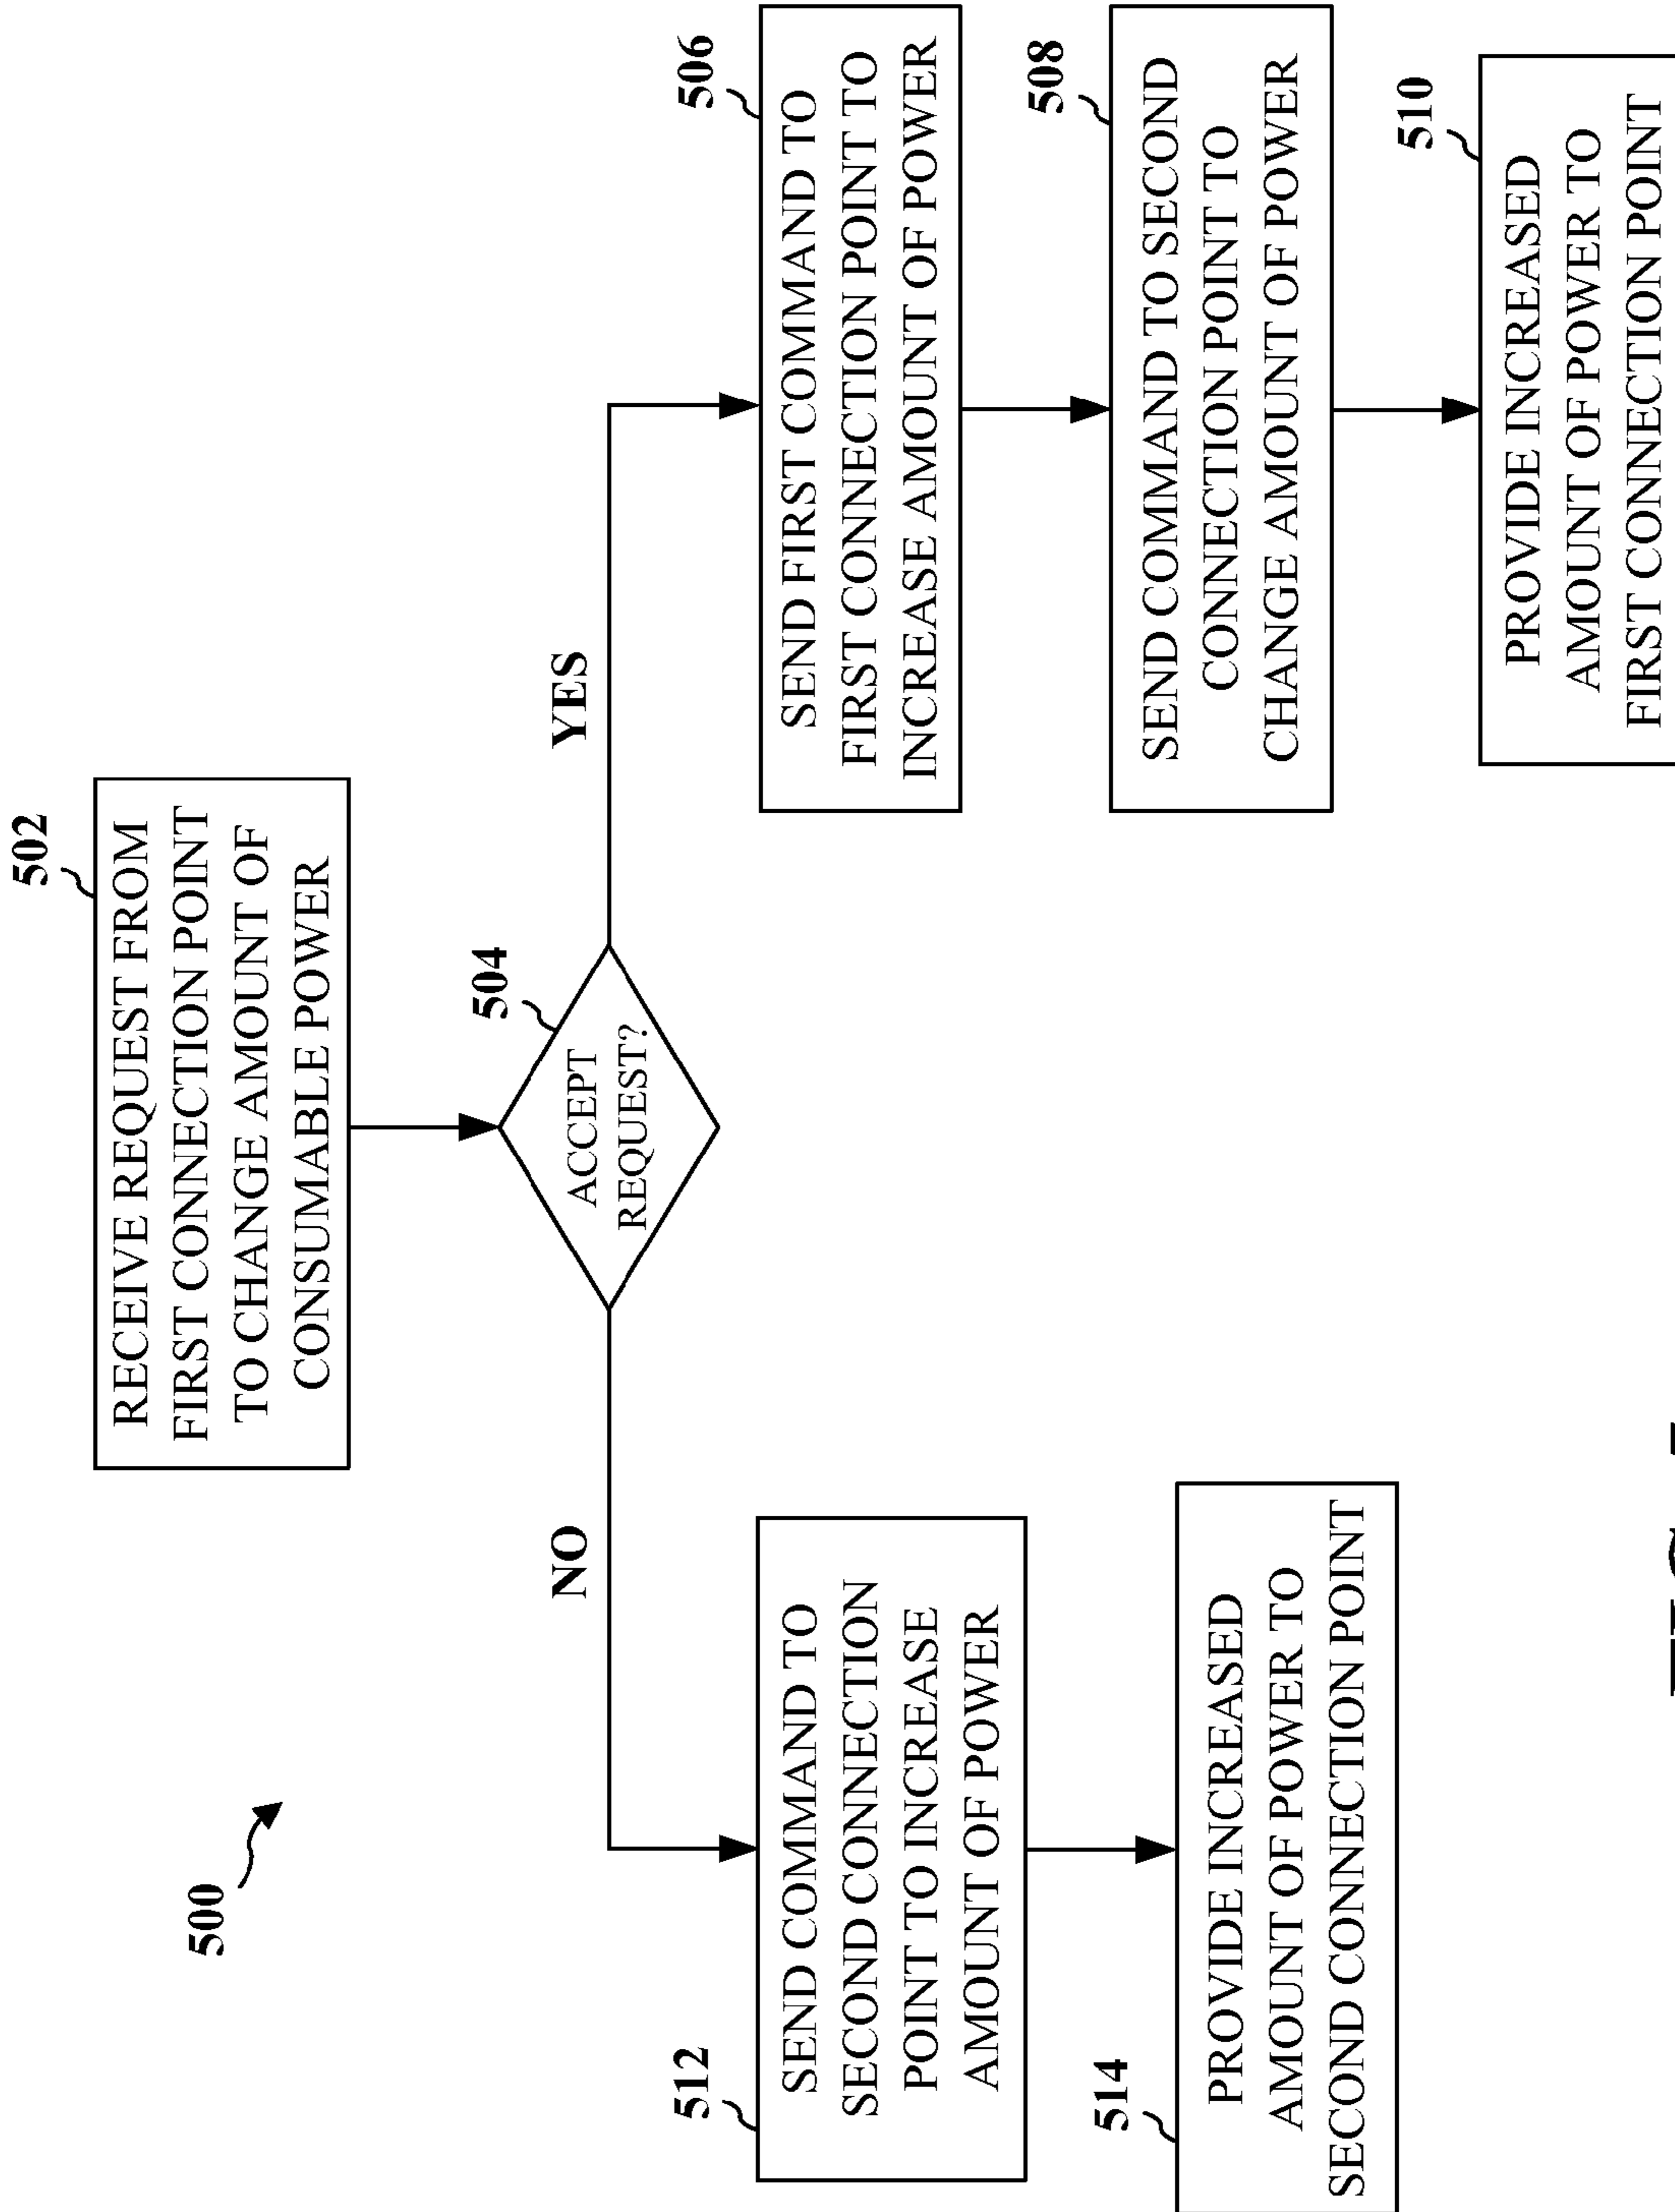 500
502
RECEIVE REQUEST FROM
FIRST CONNECTION POINT
TO CHANGE AMOUNT OF
CONSUMABLE POWER
504
ACCEPT
REQUEST?
NO
YES
512
SEND COMMAND TO
SECOND CONNECTION
POINT TO INCREASE
AMOUNT OF POWER
514
PROVIDE INCREASED
AMOUNT OF POWER TO
SECOND CONNECTION POINT
506
SEND FIRST COMMAND TO
FIRST CONNECTION POINT TO
INCREASE AMOUNT OF POWER
508
SEND COMMAND TO SECOND
CONNECTION POINT TO
CHANGE AMOUNT OF POWER
510
PROVIDE INCREASED
AMOUNT OF POWER TO
FIRST CONNECTION POINT